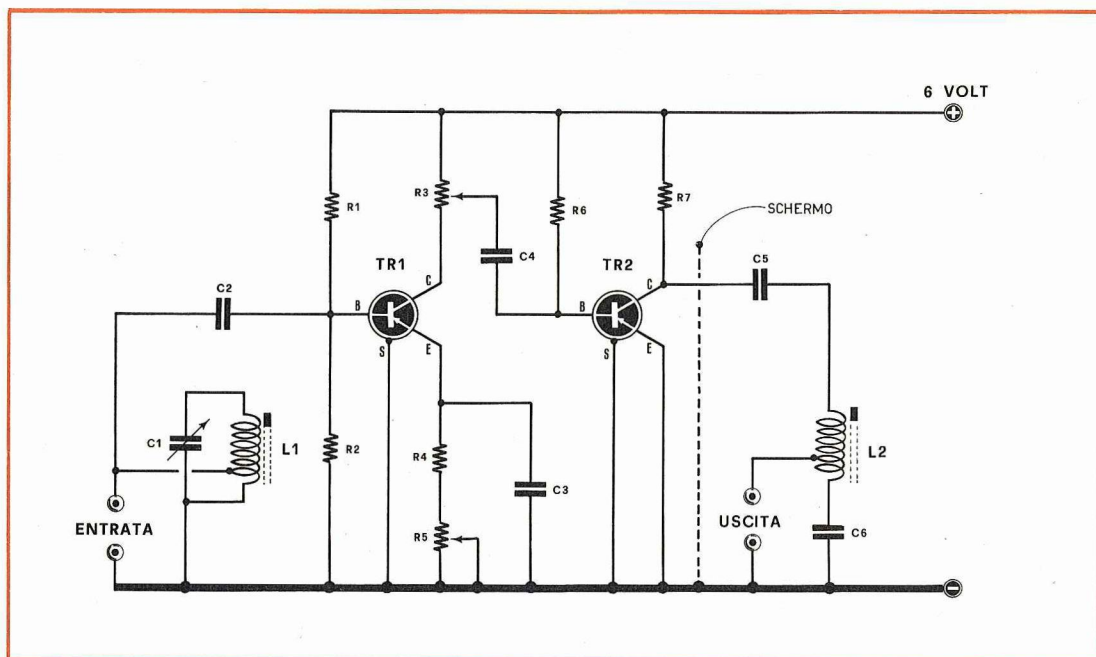 6 VOLT
+
R1
R3
R6
R7
SCHERMO
C4
C5
TR1
TR2
C
C
C2
B
B
E
E
S
S
C1
L1
R2
R4
C3
L2
R5
ENTRATA
USCITA
C6
-